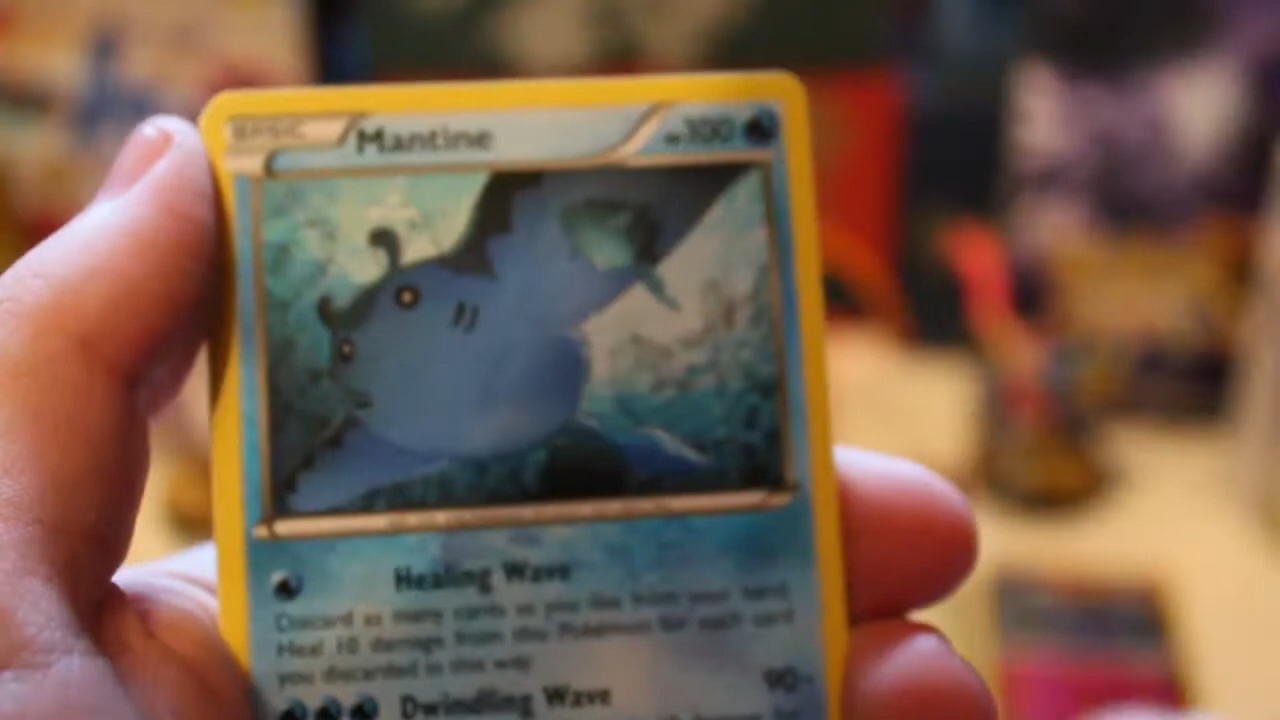 BASIC Mantine HP100
Healing Wave
Discard as many cards as you like from your hand.
Heal 10 damage from this Pokémon for each card
you discarded in this way.
Dwindling Wave 90-